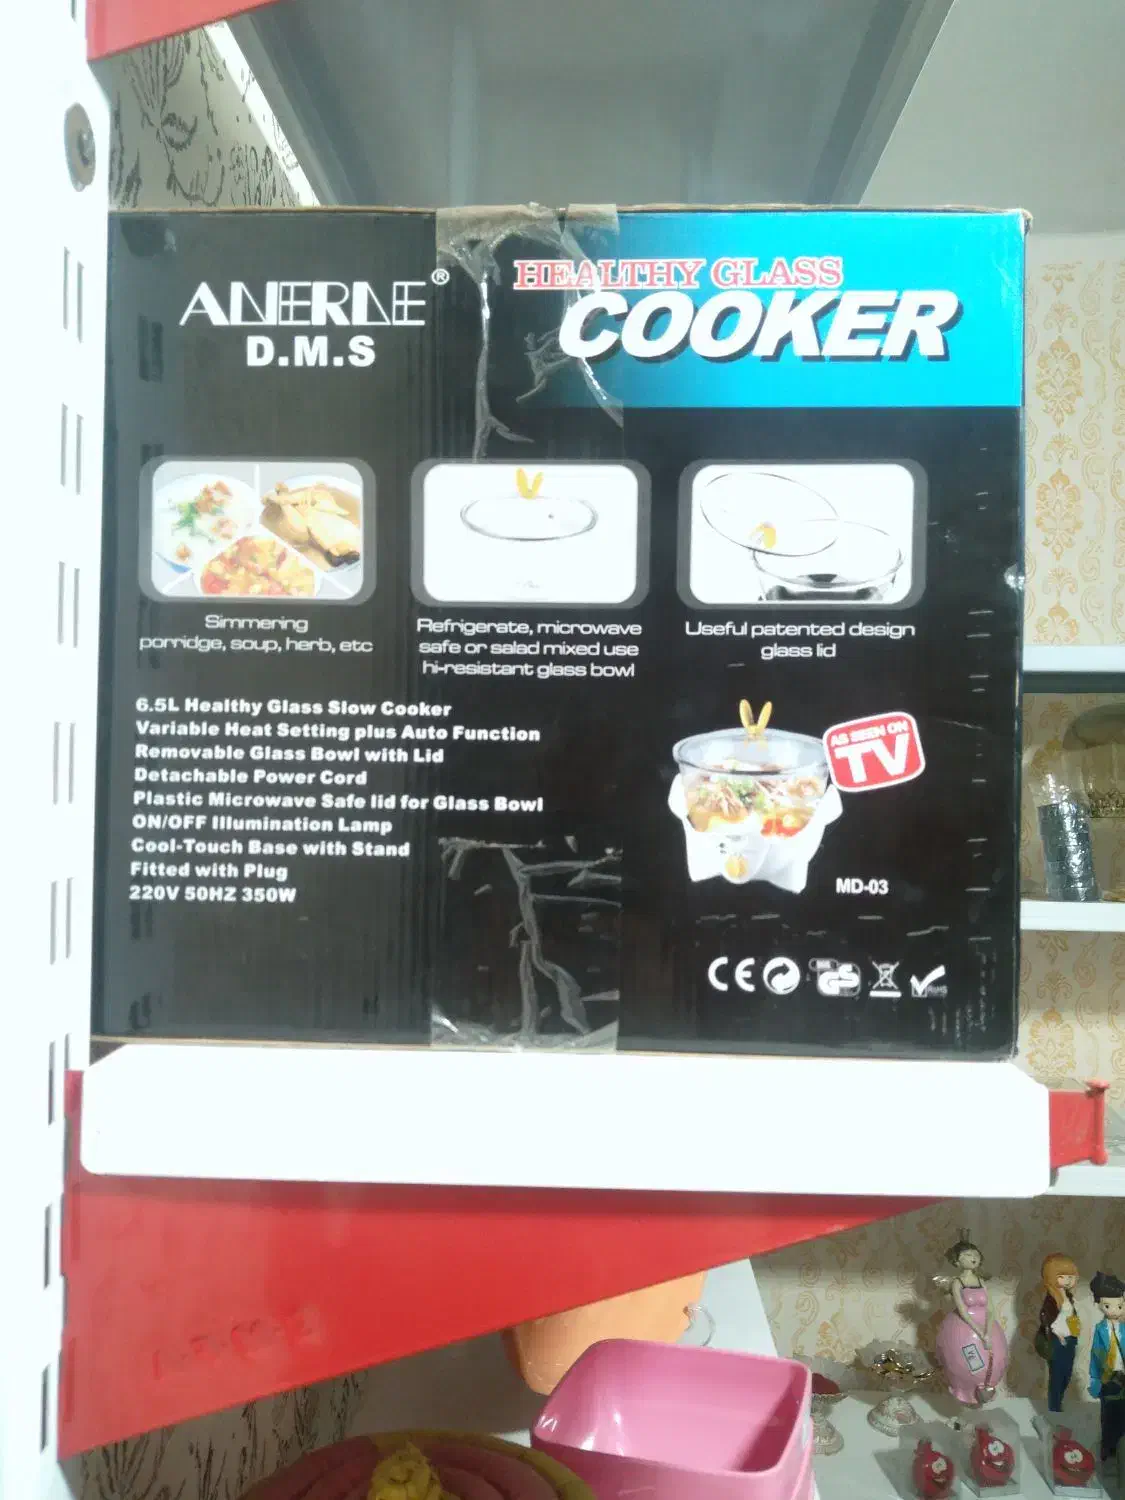 ANERNE®
D.M.S
HEALTHY GLASS
COOKER
Simmering
porridge, soup, herb, etc
Refrigerate, microwave
safe or salad mixed use
hi-resistant glass bowl
Useful patented design
glass lid
6.5L Healthy Glass Slow Cooker
Variable Heat Setting plus Auto Function
Removable Glass Bowl with Lid
Detachable Power Cord
Plastic Microwave Safe lid for Glass Bowl
ON/OFF Illumination Lamp
Cool-Touch Base with Stand
Fitted with Plug
220V 50HZ 350W
AS SEEN ON
TV
MD-03
CE GS RoHS